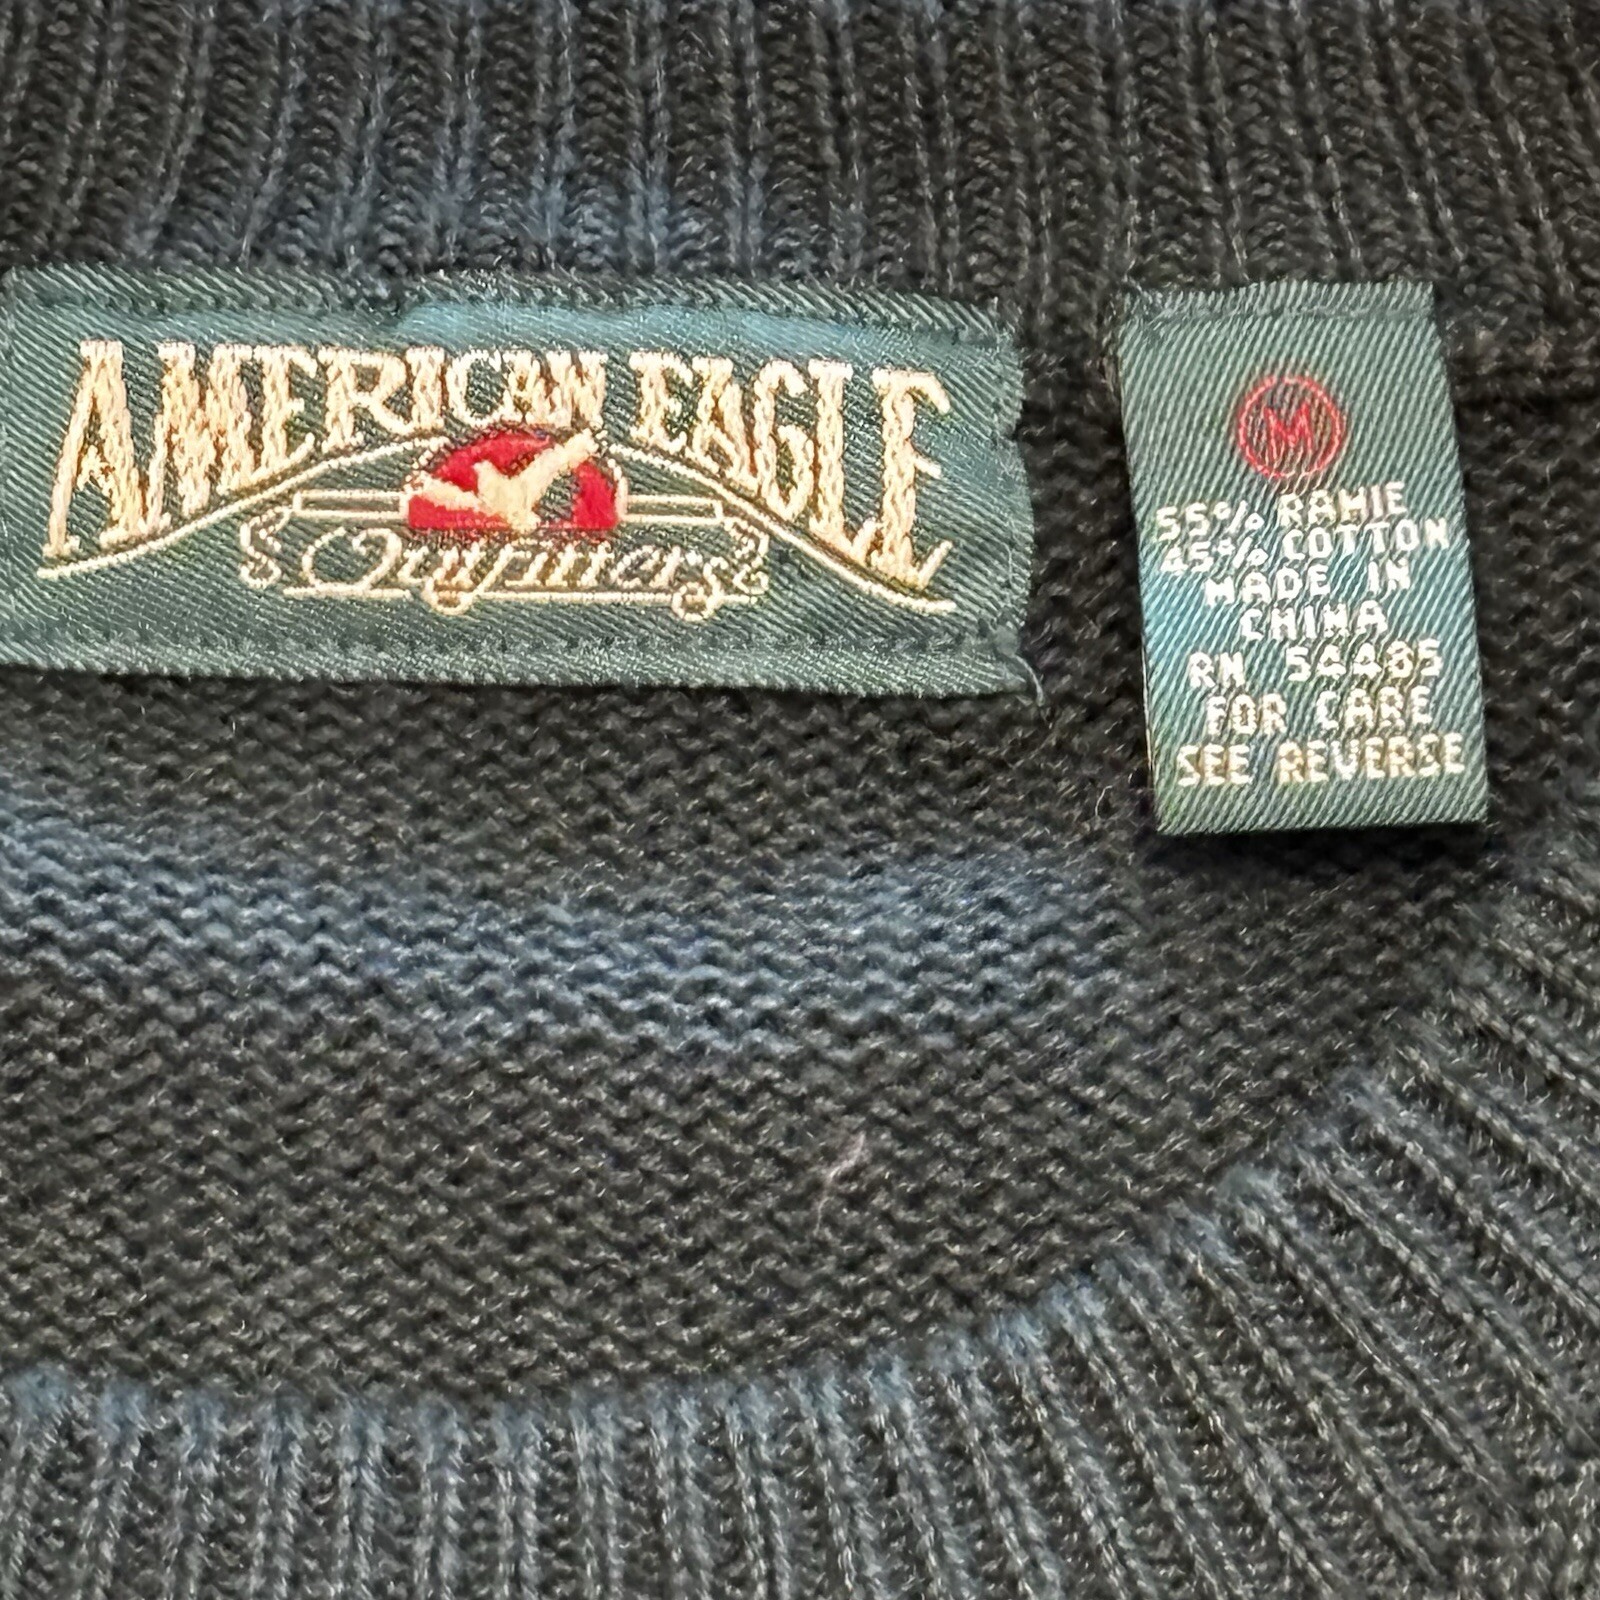 AMERICAN EAGLE
Outfitters
M
55% RAMIE
45% COTTON
MADE IN
CHINA
RN 54485
FOR CARE
SEE REVERSE